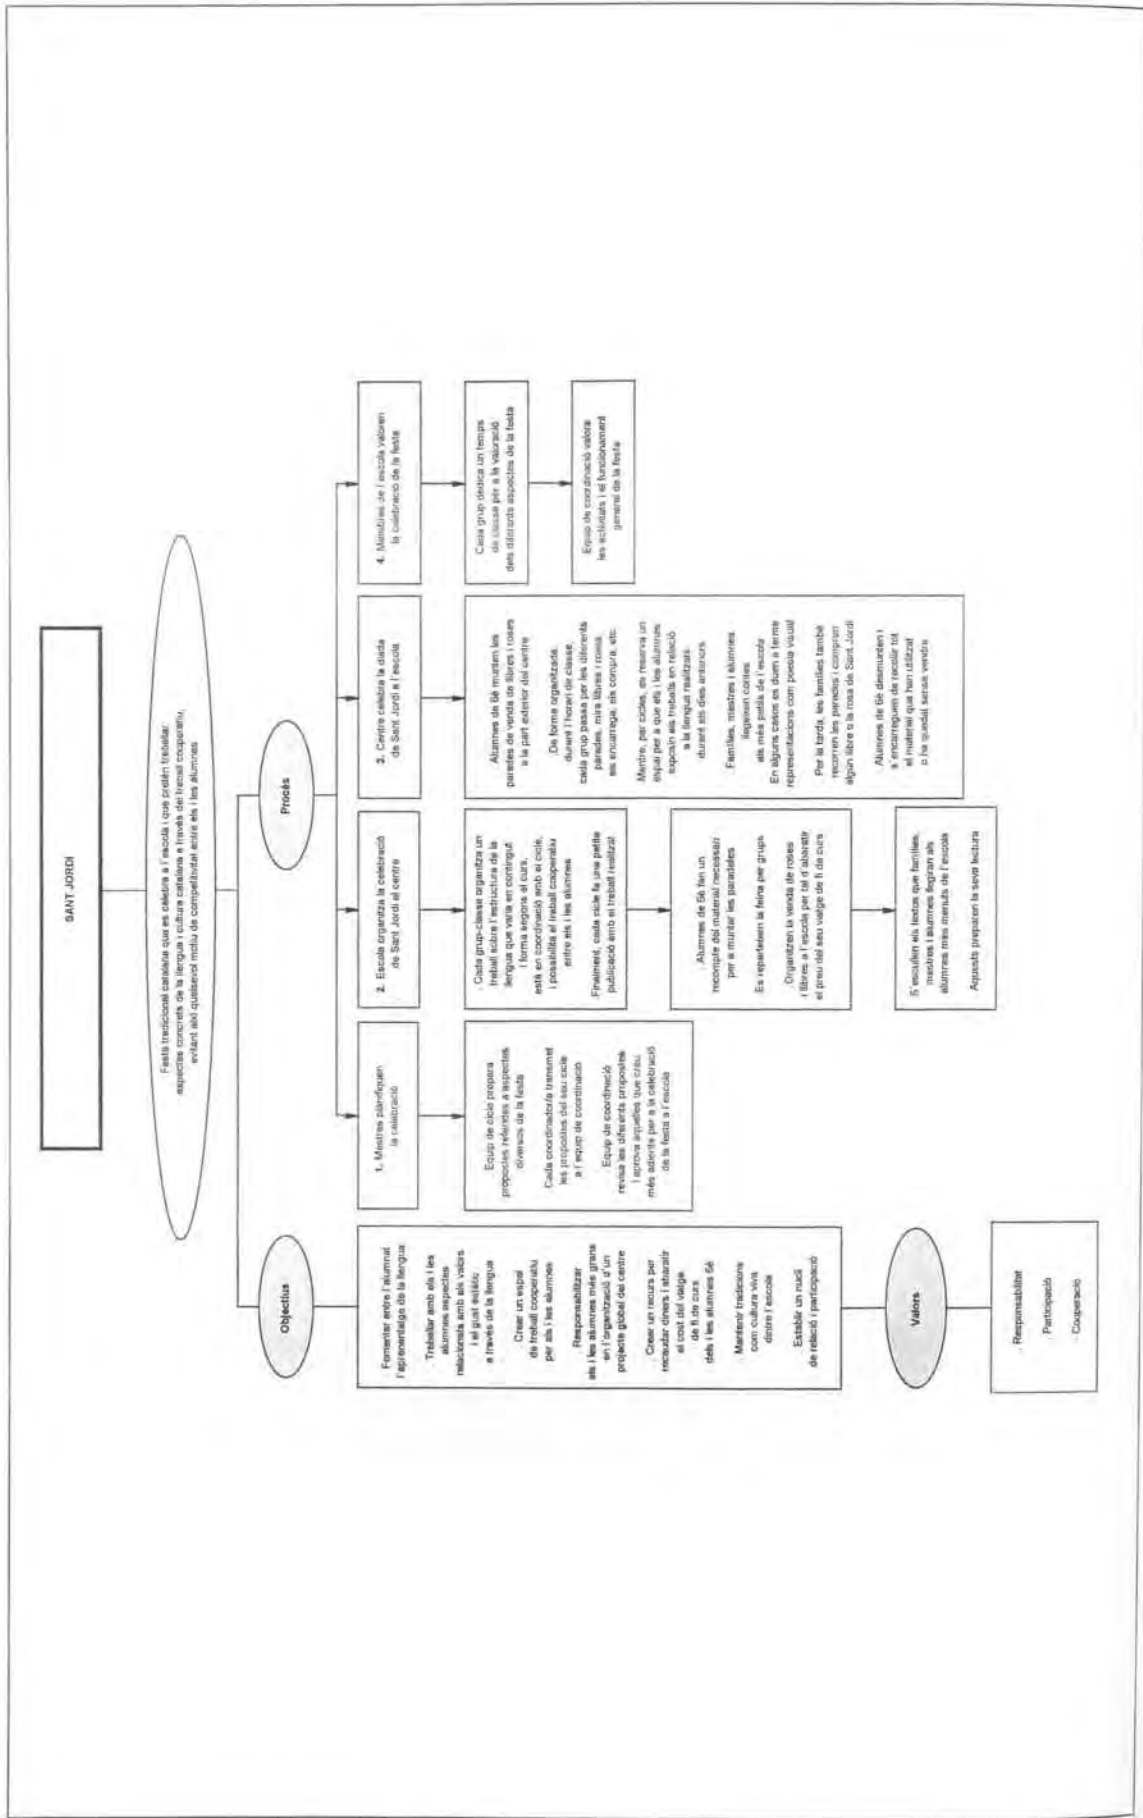 SANT JORDI
Festa tradicional catalana que es celebra a l'escola i que pretén treballar
aspectes concrets de la llengua i cultura catalana a través del treball cooperatiu,
evitant així qualsevol motiu de competitivitat entre els i les alumnes
Objectius
. Fomentar entre l'alumnat
l'aprenentatge de la llengua
. Treballar amb els i les
alumnes aspectes
relacionats amb els valors
i el gust estètic
a través de la llengua
. Crear un espai
de treball cooperatiu
per als i les alumnes
. Responsabilitzar
als i les alumnes més grans
en l'organització d'un
projecte global del centre
. Crear un recurs per
recaudar diners i abaratir
el cost del viatge
de fi de curs
dels i les alumnes 6è
. Mantenir tradicions
com cultura viva
dintre l'escola
. Establir un nucli
de relació i participació
Valors
. Responsabilitat
. Participació
. Cooperació
Procés
1. Mestres planifiquen
la celebració
. Equip de cicle prepara
propostes referides a aspectes
diversos de la festa
. Cada coordinador/a transmet
les propostes del seu cicle
a l'equip de coordinació
. Equip de coordinació
revisa les diferents propostes
i aprova aquelles que creu
més adients per a la celebració
de la festa a l'escola
2. Escola organitza la celebració
de Sant Jordi al centre
. Cada grup-classe organitza un
treball sobre l'estructura de la
llengua que varia en contingut
i forma segons el curs,
està en coordinació amb el cicle,
i possibilita el treball cooperatiu
entre els i les alumnes
. Finalment, cada cicle fa una petita
publicació amb el treball realitzat
. Alumnes de 6è fan un
recompte del material necessari
per a muntar les paradetes
. Es reparteixen la feina per grups
. Organitzen la venda de roses
i llibres a l'escola per tal d'abaratir
el preu del seu viatge de fi de curs
. S'escullen els textos que famílies,
mestres i alumnes llegiran als
alumnes més menuts de l'escola
. Aquests preparen la seva lectura
3. Centre celebra la diada
de Sant Jordi a l'escola
. Alumnes de 6è munten les
parades de venda de llibres i roses
a la part exterior del centre
. De forma organitzada,
durant l'horari de classe,
cada grup passa per les diferents
parades, mira llibres i roses,
els encarrega, els compra, etc.
. Mentre, per cicles, es reserva un
espai per a que els i les alumnes
exposin els treballs en relació
a la llengua realitzats
durant els dies anteriors
. Famílies, mestres i alumnes
llegeixen contes
als més petits de l'escola
. En alguns casos es duen a terme
representacions com poesia visual
. Per la tarda, les famílies també
recorren les parades i compren
algún llibre o la rosa de Sant Jordi
. Alumnes de 6è desmunten i
s'encarreguen de recollir tot
el material que han utilitzat
o ha quedat sense vendre
4. Membres de l'escola valoren
la celebració de la festa
Cada grup dedica un temps
de classe per a la valoració
dels diferents aspectes de la festa
Equip de coordinació valora
les activitats i el funcionament
general de la festa